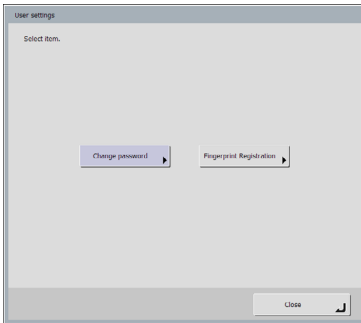 User settings
Select item.
Change password
Fingerprint Registration
Close